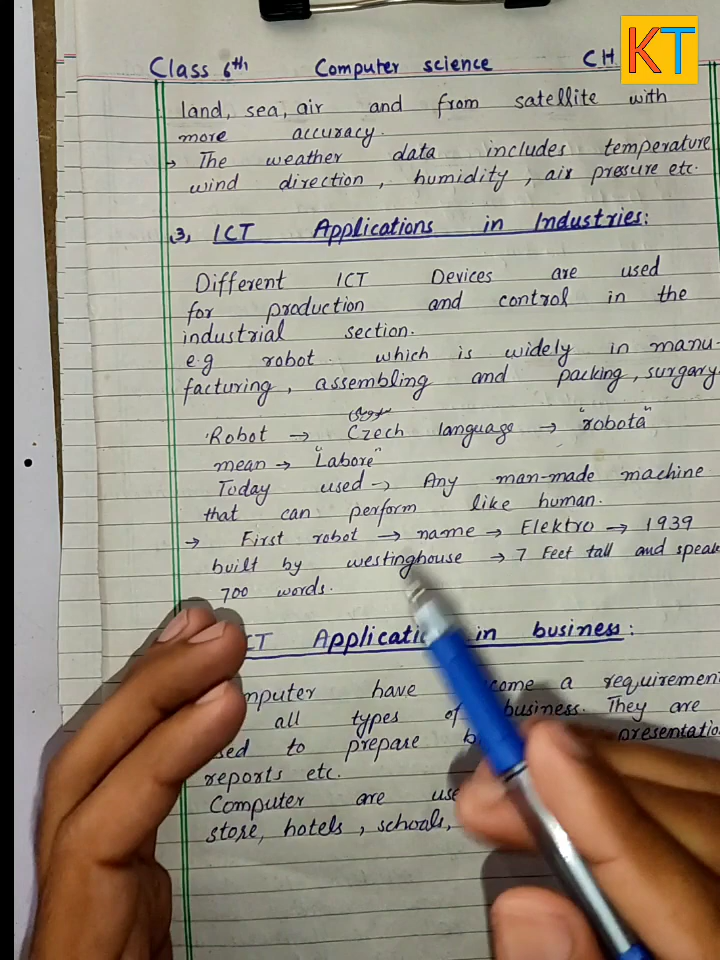 KT
Class 6th Computer science CH
land, sea, air and from satellite with
more accuracy.
→ The weather data includes temperature
wind direction, humidity, air presure etc.
3, ICT Applications in Industries:
Different ICT Devices are used
for production and control in the
industrial section.
e.g robot. which is widely in manu-
facturing, assembling and packing, surgary
Robot → Czech language → "robota"
mean → "Labore"
Today used → Any man-made machine
that can perform like human.
→ First robot → name → Elektro → 1939
built by westinghouse → 7 Feet tall and speak
700 words.
CT Applicati in business:
mputer have come a requirement
all types of business. They are
sed to prepare presentatio
reports etc.
Computer are use
store, hotels, schools,